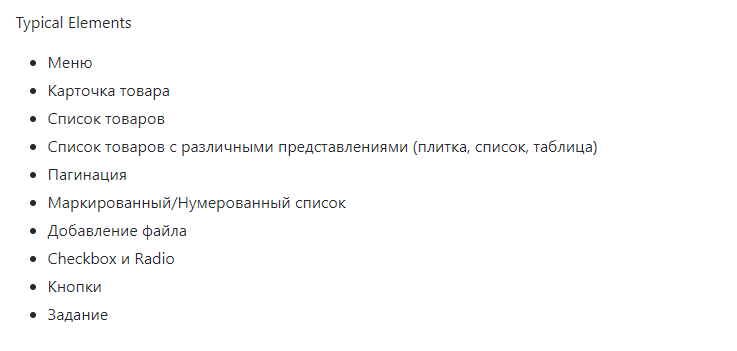 Typical Elements
Меню
Карточка товара
Список товаров
Список товаров с различными представлениями (плитка, список, таблица)
Пагинация
Маркированный/Нумерованный список
Добавление файла
Checkbox и Radio
Кнопки
Задание